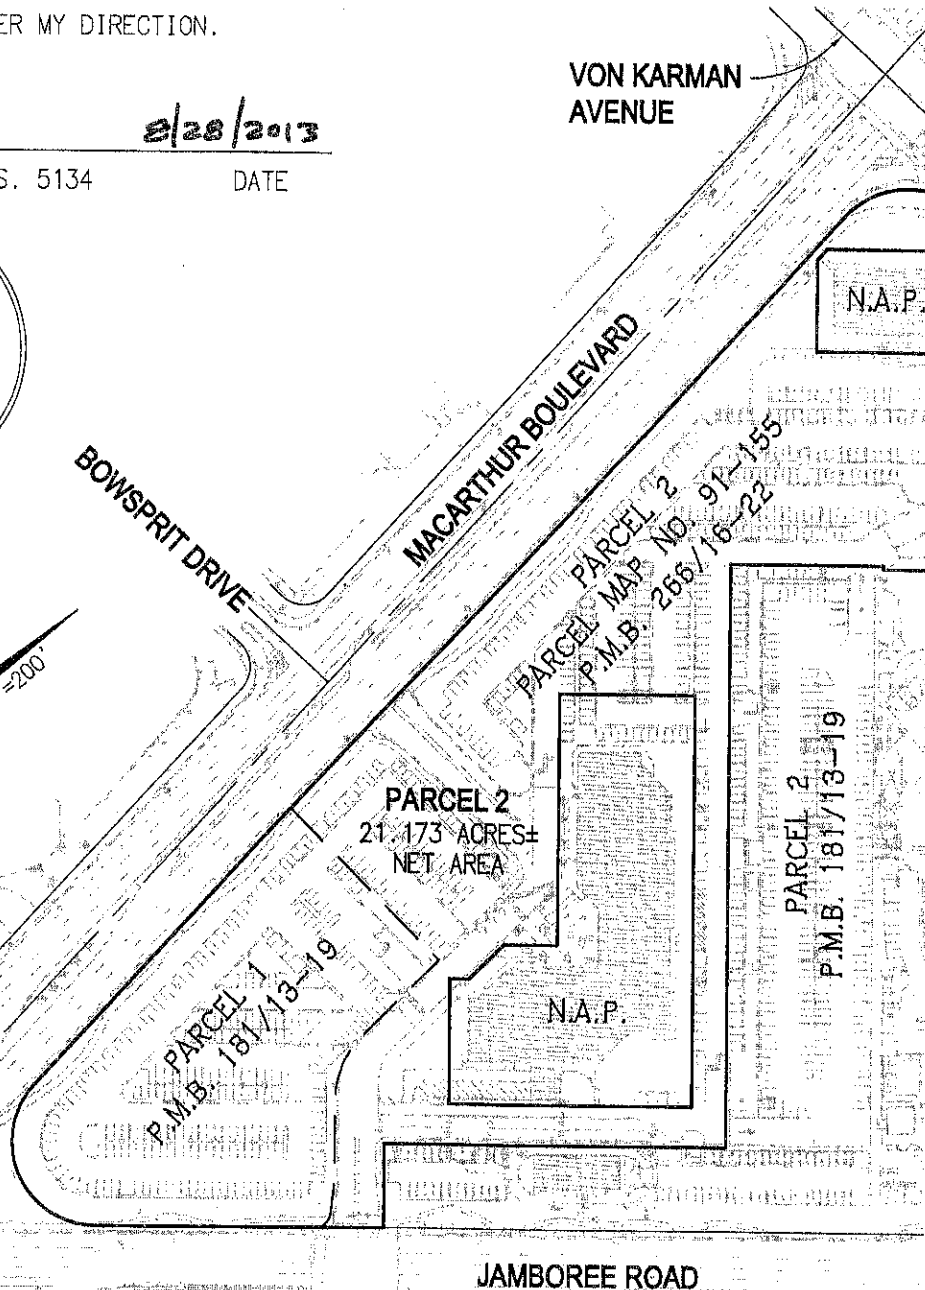 ER MY DIRECTION.
8/28/2013
S. 5134 DATE
VON KARMAN
AVENUE
N.A.P.
MACARTHUR BOULEVARD
BOWSPRIT DRIVE
=200'
PARCEL 2
PARCEL MAP NO. 91-155
P.M.B. 266/16-22
PARCEL 2
21.173 ACRES±
NET AREA
PARCEL 2
P.M.B. 181/13-19
PARCEL 1
P.M.B. 181/13-19
N.A.P.
JAMBOREE ROAD